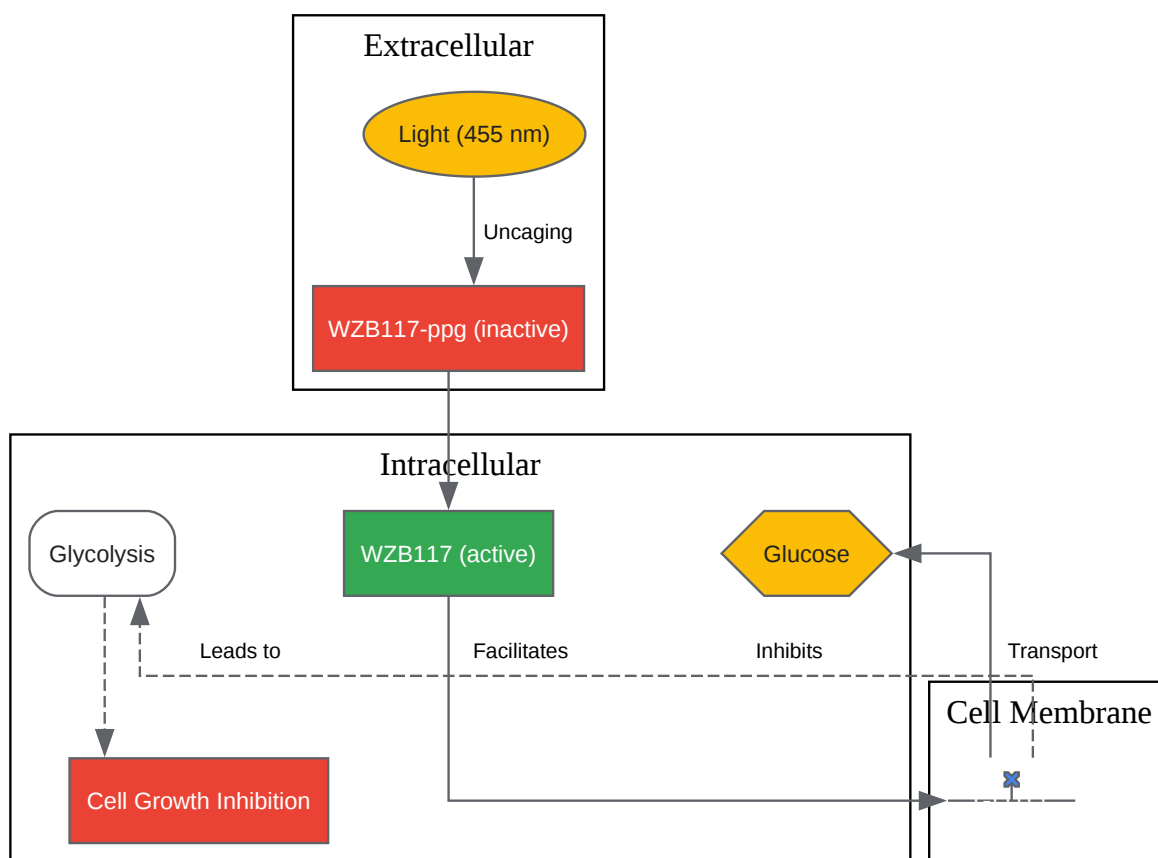 Extracellular
Light (455 nm)
Uncaging
WZB117-ppg (inactive)
Intracellular
Glycolysis
WZB117 (active)
Glucose
Leads to
Facilitates
Inhibits
Transport
Cell Membrane
Cell Growth Inhibition